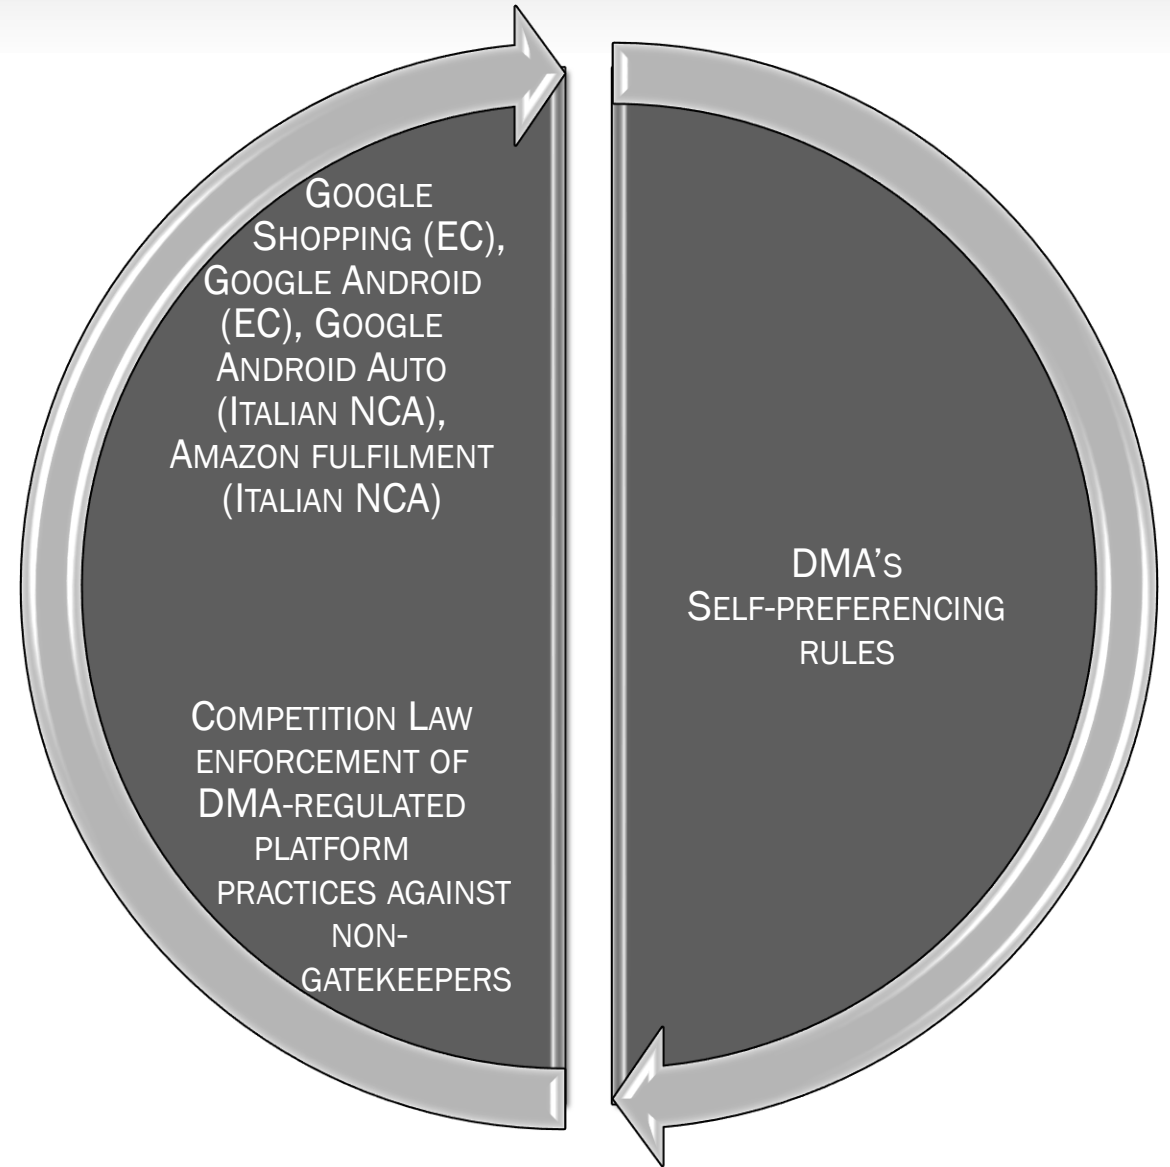 Google
Shopping (EC),
Google Android
(EC), Google
Android Auto
(Italian NCA),
Amazon fulfilment
(Italian NCA)
Competition Law
enforcement of
DMA-regulated
platform
practices against
non-
gatekeepers
DMA’s
Self-preferencing
rules